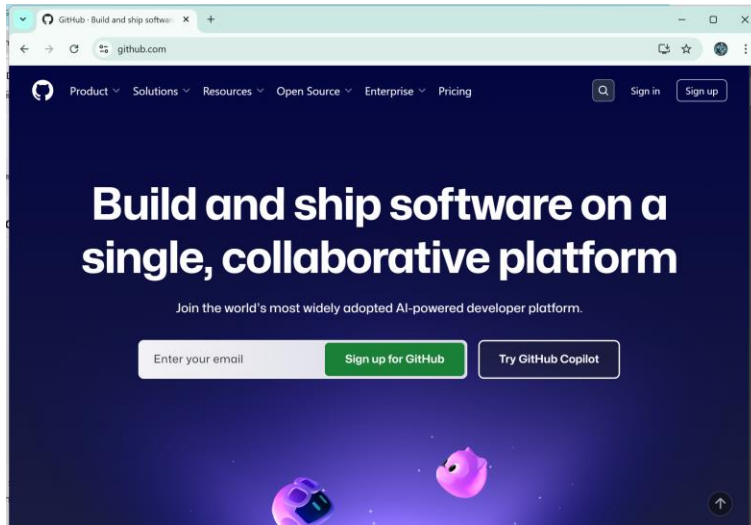 GitHub · Build and ship software
github.com
Product Solutions Resources Open Source Enterprise Pricing Sign in Sign up
Build and ship software on a
single, collaborative platform
Join the world's most widely adopted AI-powered developer platform.
Enter your email Sign up for GitHub Try GitHub Copilot